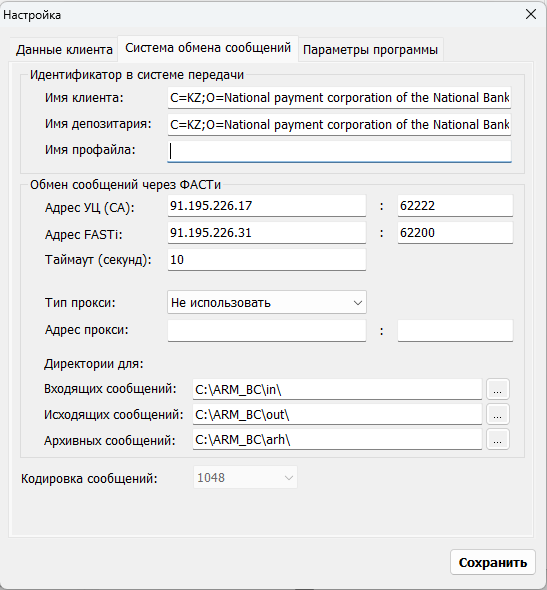 Настройка
Данные клиента Система обмена сообщений Параметры программы
Идентификатор в системе передачи
Имя клиента: C=KZ;O=National payment corporation of the National Bank
Имя депозитария: C=KZ;O=National payment corporation of the National Bank
Имя профайла:
Обмен сообщений через ФАСТи
Адрес УЦ (CA): 91.195.226.17 : 62222
Адрес FASTi: 91.195.226.31 : 62200
Таймаут (секунд): 10
Тип прокси: Не использовать
Адрес прокси: :
Директории для:
Входящих сообщений: C:\ARM_BC\in\ ...
Исходящих сообщений: C:\ARM_BC\out\ ...
Архивных сообщений: C:\ARM_BC\arh\ ...
Кодировка сообщений: 1048
Сохранить